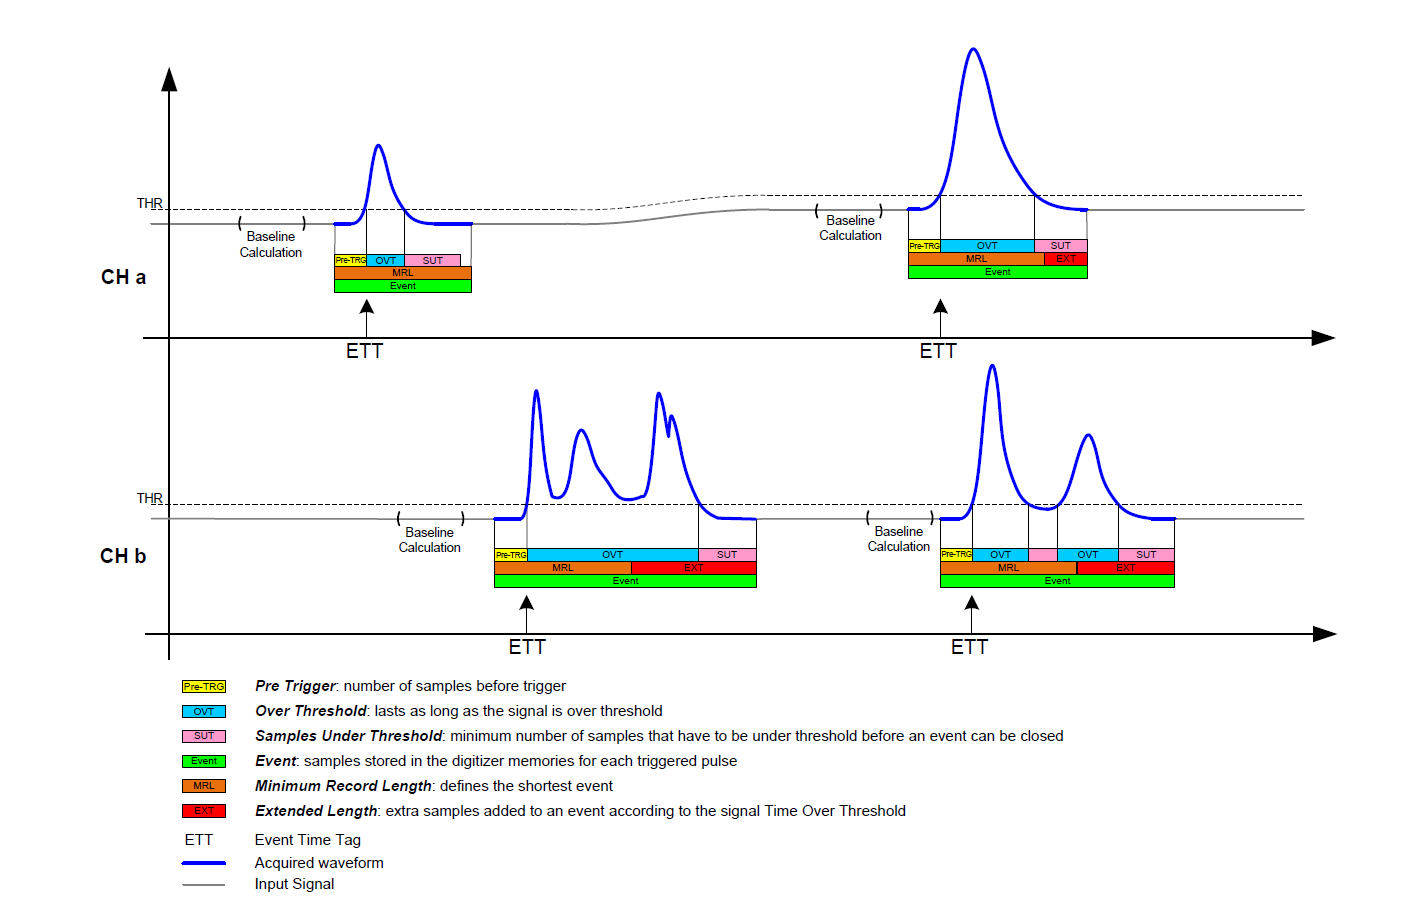 THR
Baseline
Calculation
Baseline
Calculation
Pre-TRG OVT SUT
MRL
Event
Pre-TRG OVT SUT
MRL EXT
Event
CH a
ETT
ETT
THR
Baseline
Calculation
Baseline
Calculation
Pre-TRG OVT SUT
MRL EXT
Event
Pre-TRG OVT OVT SUT
MRL EXT
Event
CH b
ETT
ETT
Pre-TRG Pre Trigger: number of samples before trigger
OVT Over Threshold: lasts as long as the signal is over threshold
SUT Samples Under Threshold: minimum number of samples that have to be under threshold before an event can be closed
Event Event: samples stored in the digitizer memories for each triggered pulse
MRL Minimum Record Length: defines the shortest event
EXT Extended Length: extra samples added to an event according to the signal Time Over Threshold
ETT Event Time Tag
Acquired waveform
Input Signal